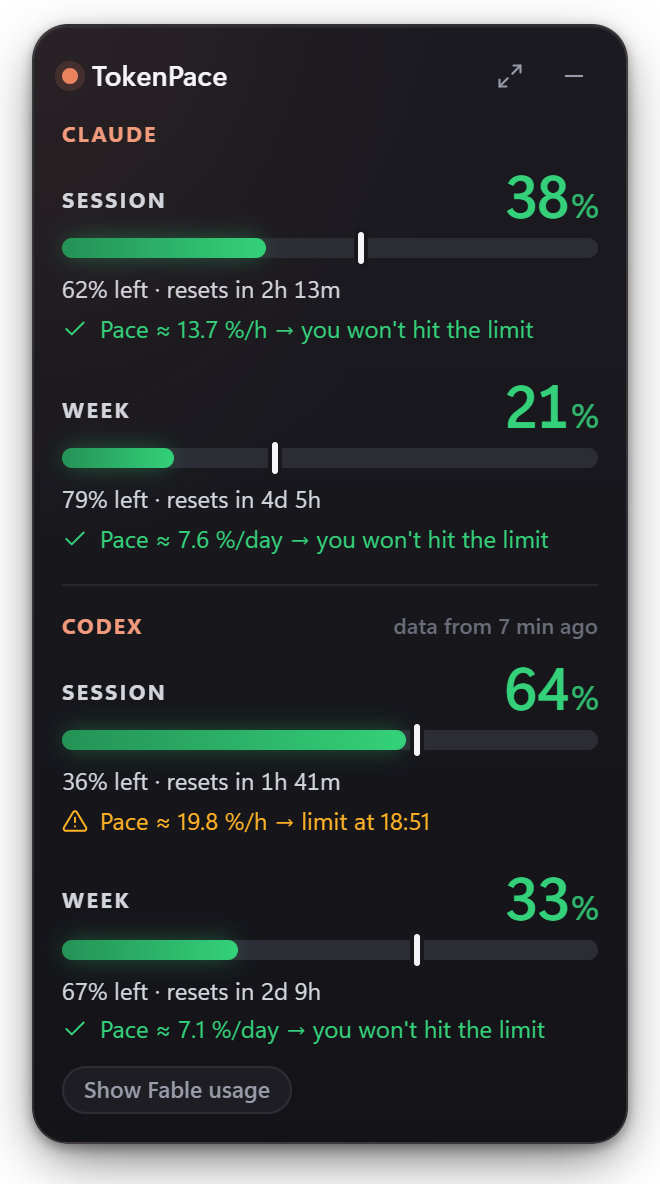 TokenPace
CLAUDE
SESSION
38%
62% left · resets in 2h 13m
Pace ≈ 13.7 %/h → you won't hit the limit
WEEK
21%
79% left · resets in 4d 5h
Pace ≈ 7.6 %/day → you won't hit the limit
CODEX
data from 7 min ago
SESSION
64%
36% left · resets in 1h 41m
Pace ≈ 19.8 %/h → limit at 18:51
WEEK
33%
67% left · resets in 2d 9h
Pace ≈ 7.1 %/day → you won't hit the limit
Show Fable usage